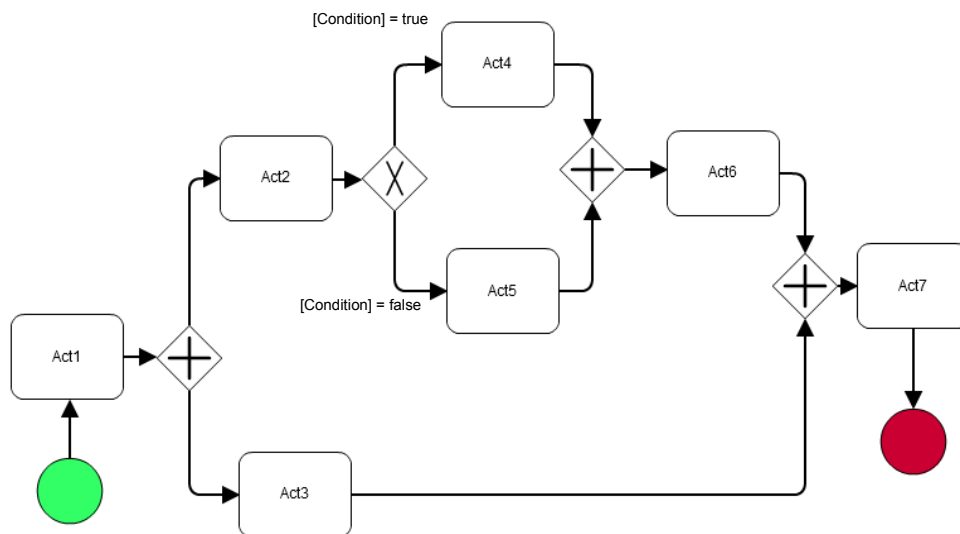 [Condition] = true
Act4
Act2
Act6
Act5
[Condition] = false
Act7
Act1
Act3